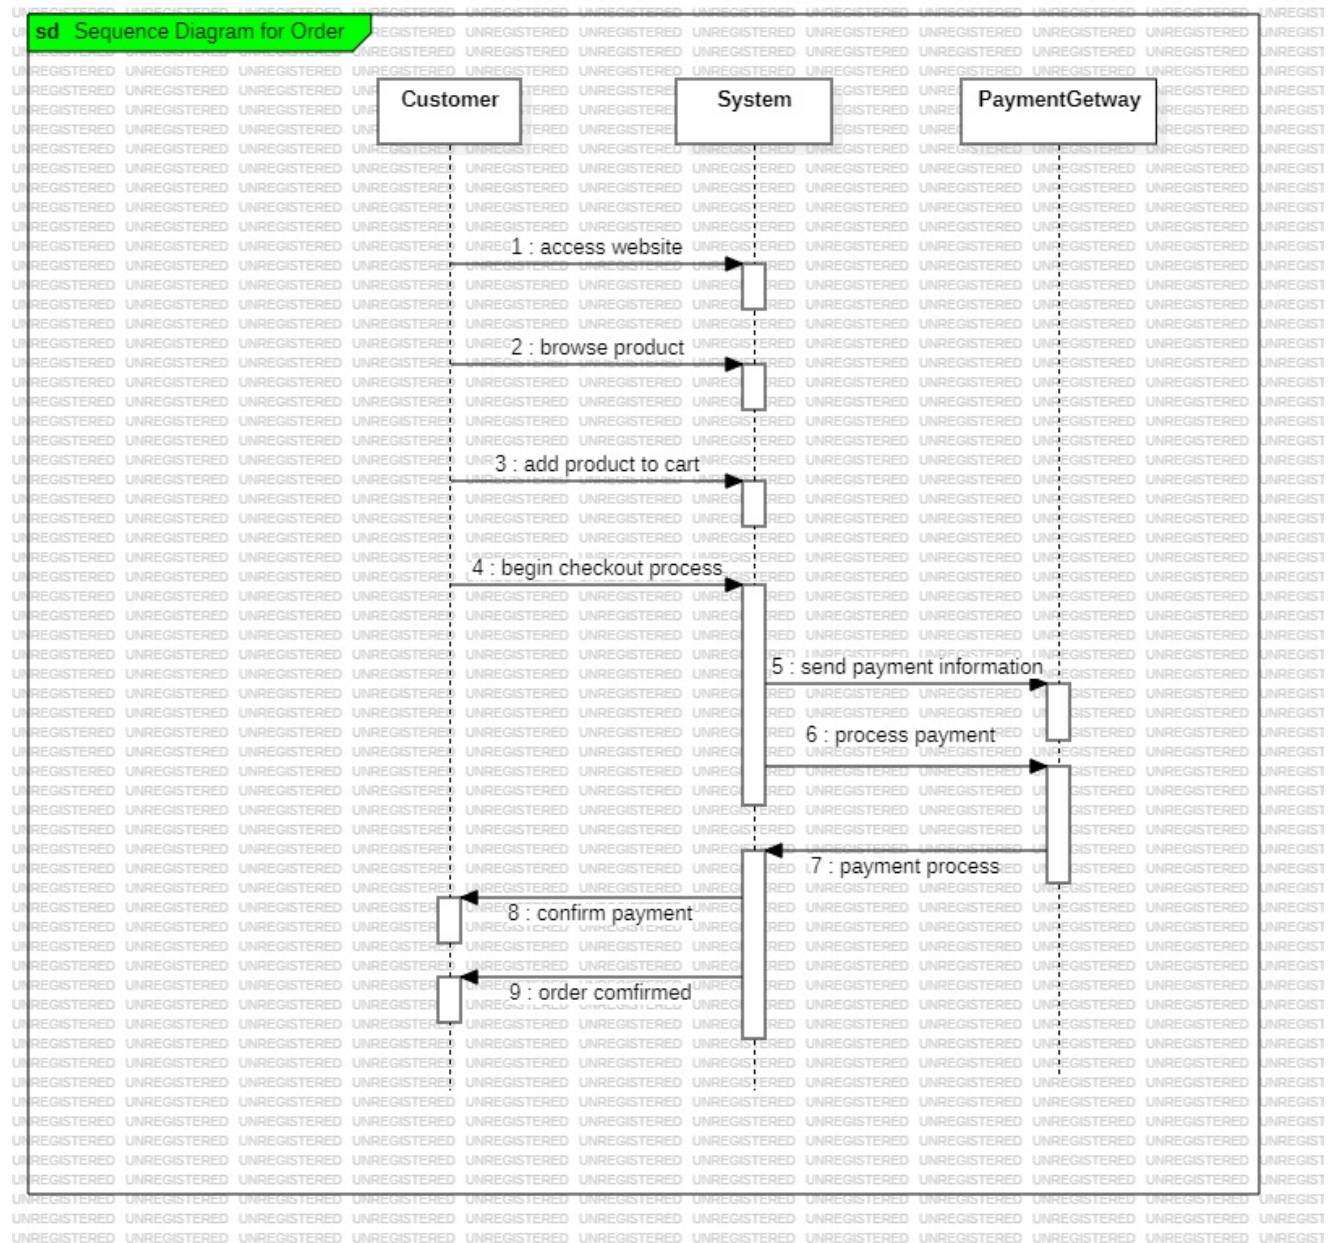 sd Sequence Diagram for Order
Customer
System
PaymentGetway
1 : access website
2 : browse product
3 : add product to cart
4 : begin checkout process
5 : send payment information
6 : process payment
7 : payment process
8 : confirm payment
9 : order comfirmed
UNREGISTERED